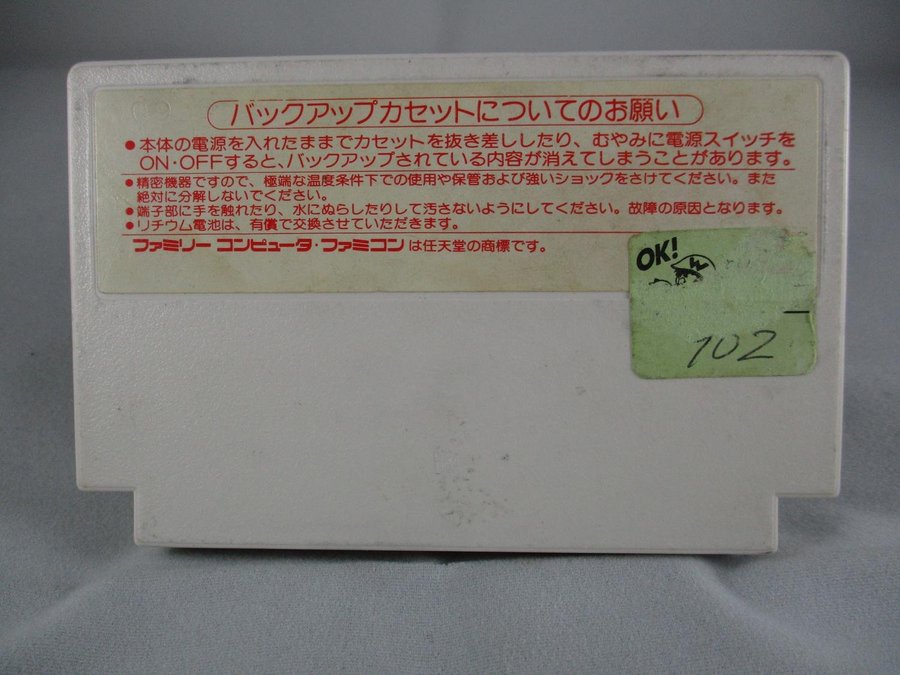 バックアップカセットについてのお願い
●本体の電源を入れたままでカセットを抜き差ししたり、むやみに電源スイッチを
ON・OFFすると、バックアップされている内容が消えてしまうことがあります。
●精密機器ですので、極端な温度条件下での使用や保管および強いショックをさけてください。また
絶対に分解しないでください。
●端子部に手を触れたり、水にぬらしたりして汚さないようにしてください。故障の原因となります。
●リチウム電池は、有償で交換させていただきます。
ファミリー コンピュータ・ファミコンは任天堂の商標です。
OK!
102